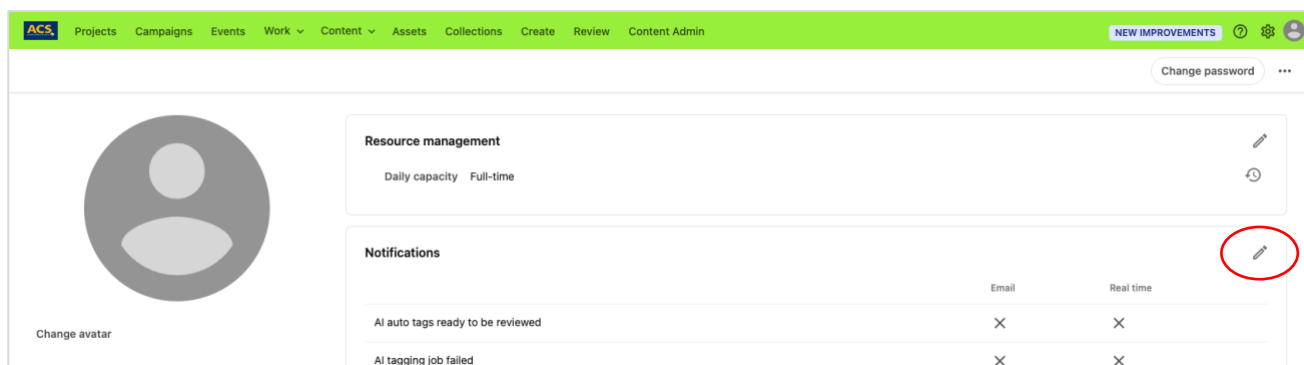 ACS Projects Campaigns Events Work Content Assets Collections Create Review Content Admin NEW IMPROVEMENTS
Change password
Resource management
Daily capacity Full-time
Notifications
Email Real time
AI auto tags ready to be reviewed
Change avatar
AI tagging job failed